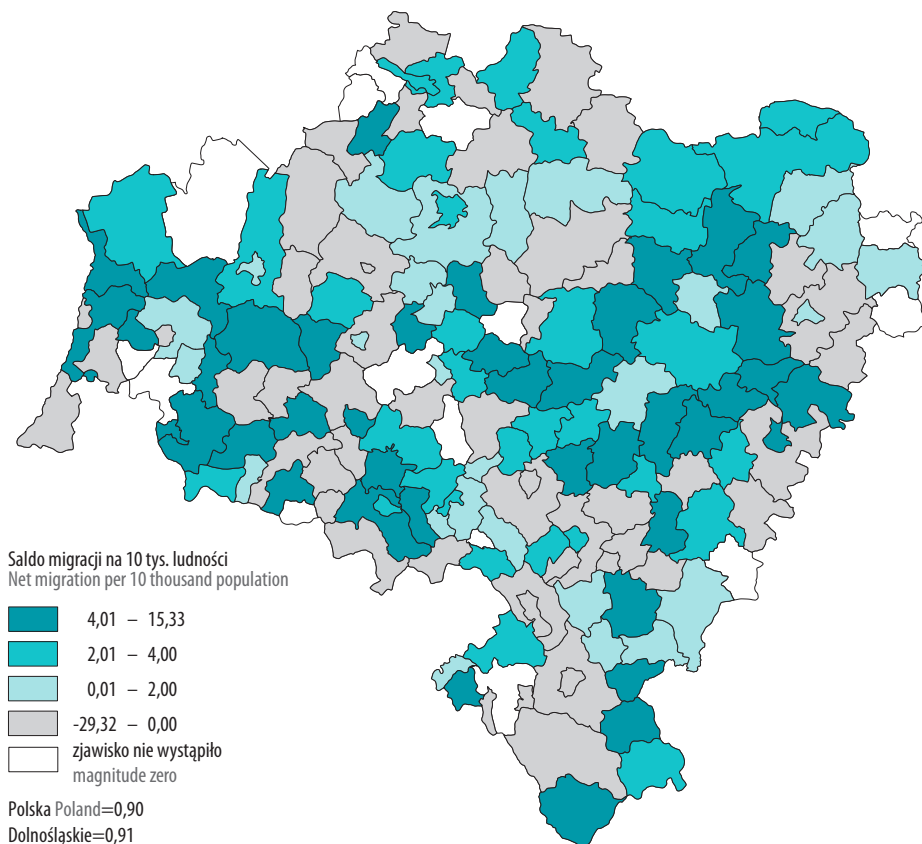 Saldo migracji na 10 tys. ludności
Net migration per 10 thousand population
4,01 – 15,33
2,01 – 4,00
0,01 – 2,00
-29,32 – 0,00
zjawisko nie wystąpiło
magnitude zero
Polska Poland=0,90
Dolnośląskie=0,91